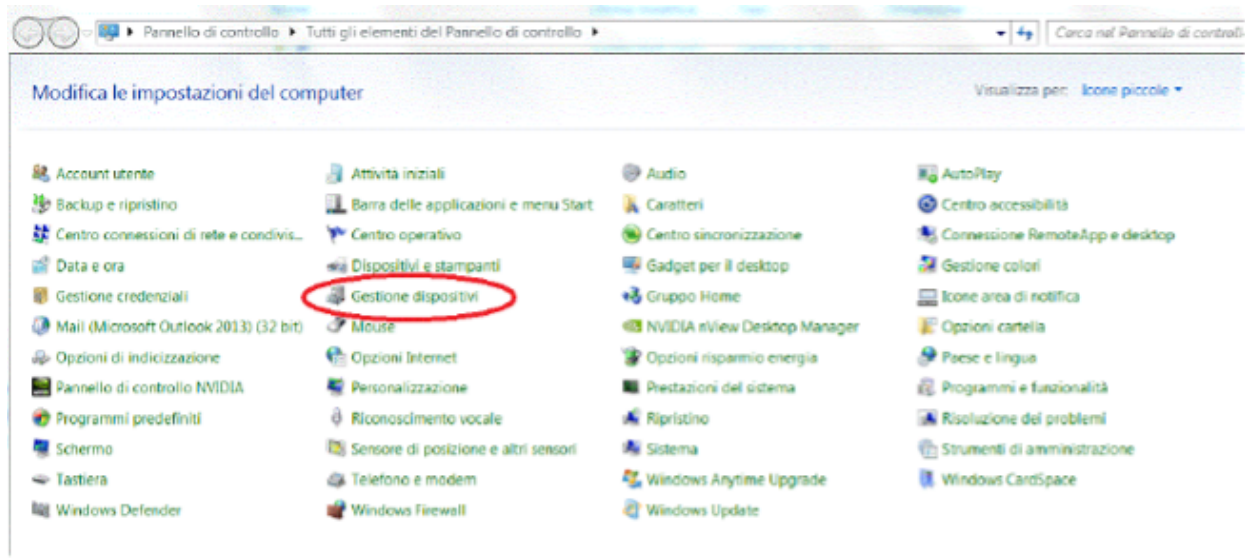 Pannello di controllo ▸ Tutti gli elementi del Pannello di controllo ▸
Cerca nel Pannello di controll
Modifica le impostazioni del computer
Visualizza per: Icone piccole
Account utente
Attività iniziali
Audio
AutoPlay
Backup e ripristino
Barra delle applicazioni e menu Start
Caratteri
Centro accessibilità
Centro connessioni di rete e condivis...
Centro operativo
Centro sincronizzazione
Connessione RemoteApp e desktop
Data e ora
Dispositivi e stampanti
Gadget per il desktop
Gestione colori
Gestione credenziali
Gestione dispositivi
Gruppo Home
Icone area di notifica
Mail (Microsoft Outlook 2013) (32 bit)
Mouse
NVIDIA nView Desktop Manager
Opzioni cartella
Opzioni di indicizzazione
Opzioni Internet
Opzioni risparmio energia
Paese e lingua
Pannello di controllo NVIDIA
Personalizzazione
Prestazioni del sistema
Programmi e funzionalità
Programmi predefiniti
Riconoscimento vocale
Ripristino
Risoluzione dei problemi
Schermo
Sensore di posizione e altri sensori
Sistema
Strumenti di amministrazione
Tastiera
Telefono e modem
Windows Anytime Upgrade
Windows CardSpace
Windows Defender
Windows Firewall
Windows Update